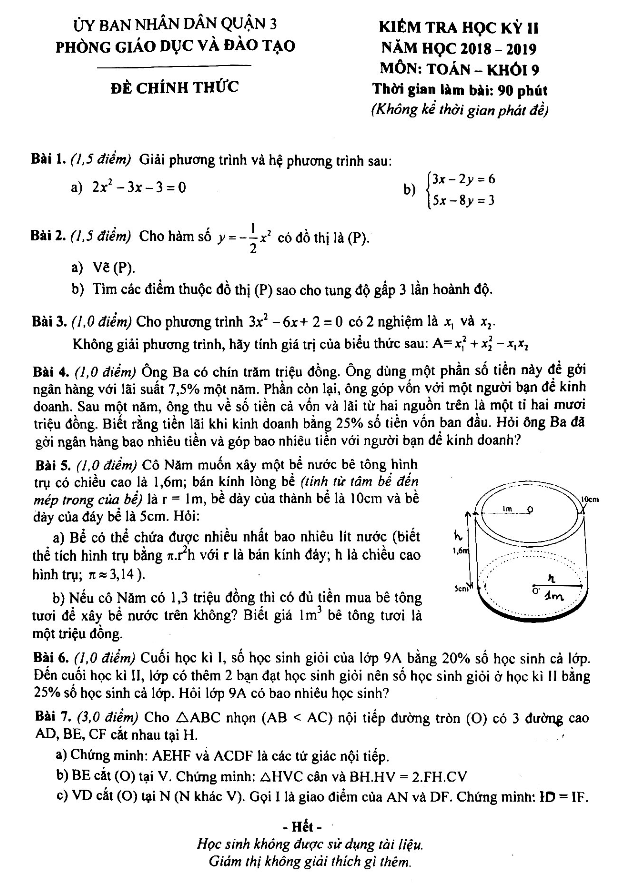 ỦY BAN NHÂN DÂN QUẬN 3
PHÒNG GIÁO DỤC VÀ ĐÀO TẠO
ĐỀ CHÍNH THỨC
KIỂM TRA HỌC KỲ II
NĂM HỌC 2018 – 2019
MÔN: TOÁN – KHỐI 9
Thời gian làm bài: 90 phút
(Không kể thời gian phát đề)
Bài 1. (1,5 điểm) Giải phương trình và hệ phương trình sau:
a) 2x² − 3x − 3 = 0
b) {3x − 2y = 6
5x − 8y = 3
Bài 2. (1,5 điểm) Cho hàm số y = −1/2 x² có đồ thị là (P).
a) Vẽ (P).
b) Tìm các điểm thuộc đồ thị (P) sao cho tung độ gấp 3 lần hoành độ.
Bài 3. (1,0 điểm) Cho phương trình 3x² − 6x + 2 = 0 có 2 nghiệm là x₁ và x₂.
Không giải phương trình, hãy tính giá trị của biểu thức sau: A= x₁² + x₂² − x₁x₂
Bài 4. (1,0 điểm) Ông Ba có chín trăm triệu đồng. Ông dùng một phần số tiền này để gởi
ngân hàng với lãi suất 7,5% một năm. Phần còn lại, ông góp vốn với một người bạn để kinh
doanh. Sau một năm, ông thu về số tiền cả vốn và lãi từ hai nguồn trên là một tỉ hai mươi
triệu đồng. Biết rằng tiền lãi khi kinh doanh bằng 25% số tiền vốn ban đầu. Hỏi ông Ba đã
gởi ngân hàng bao nhiêu tiền và góp bao nhiêu tiền với người bạn để kinh doanh?
Bài 5. (1,0 điểm) Cô Năm muốn xây một bể nước bê tông hình
trụ có chiều cao là 1,6m; bán kính lòng bể (tính từ tâm bể đến
mép trong của bể) là r = 1m, bề dày của thành bể là 10cm và bề
dày của đáy bể là 5cm. Hỏi:
a) Bể có thể chứa được nhiều nhất bao nhiêu lít nước (biết
thể tích hình trụ bằng π.r²h với r là bán kính đáy; h là chiều cao
hình trụ; π ≈ 3,14 ).
b) Nếu cô Năm có 1,3 triệu đồng thì có đủ tiền mua bê tông
tươi để xây bể nước trên không? Biết giá 1m³ bê tông tươi là
một triệu đồng.
1m O 10cm
h
1,6m
5cm
r
O' 1m
Bài 6. (1,0 điểm) Cuối học kì I, số học sinh giỏi của lớp 9A bằng 20% số học sinh cả lớp.
Đến cuối học kì II, lớp có thêm 2 bạn đạt học sinh giỏi nên số học sinh giỏi ở học kì II bằng
25% số học sinh cả lớp. Hỏi lớp 9A có bao nhiêu học sinh?
Bài 7. (3,0 điểm) Cho △ABC nhọn (AB < AC) nội tiếp đường tròn (O) có 3 đường cao
AD, BE, CF cắt nhau tại H.
a) Chứng minh: AEHF và ACDF là các tứ giác nội tiếp.
b) BE cắt (O) tại V. Chứng minh: △HVC cân và BH.HV = 2.FH.CV
c) VD cắt (O) tại N (N khác V). Gọi I là giao điểm của AN và DF. Chứng minh: ID = IF.
- Hết -
Học sinh không được sử dụng tài liệu.
Giám thị không giải thích gì thêm.